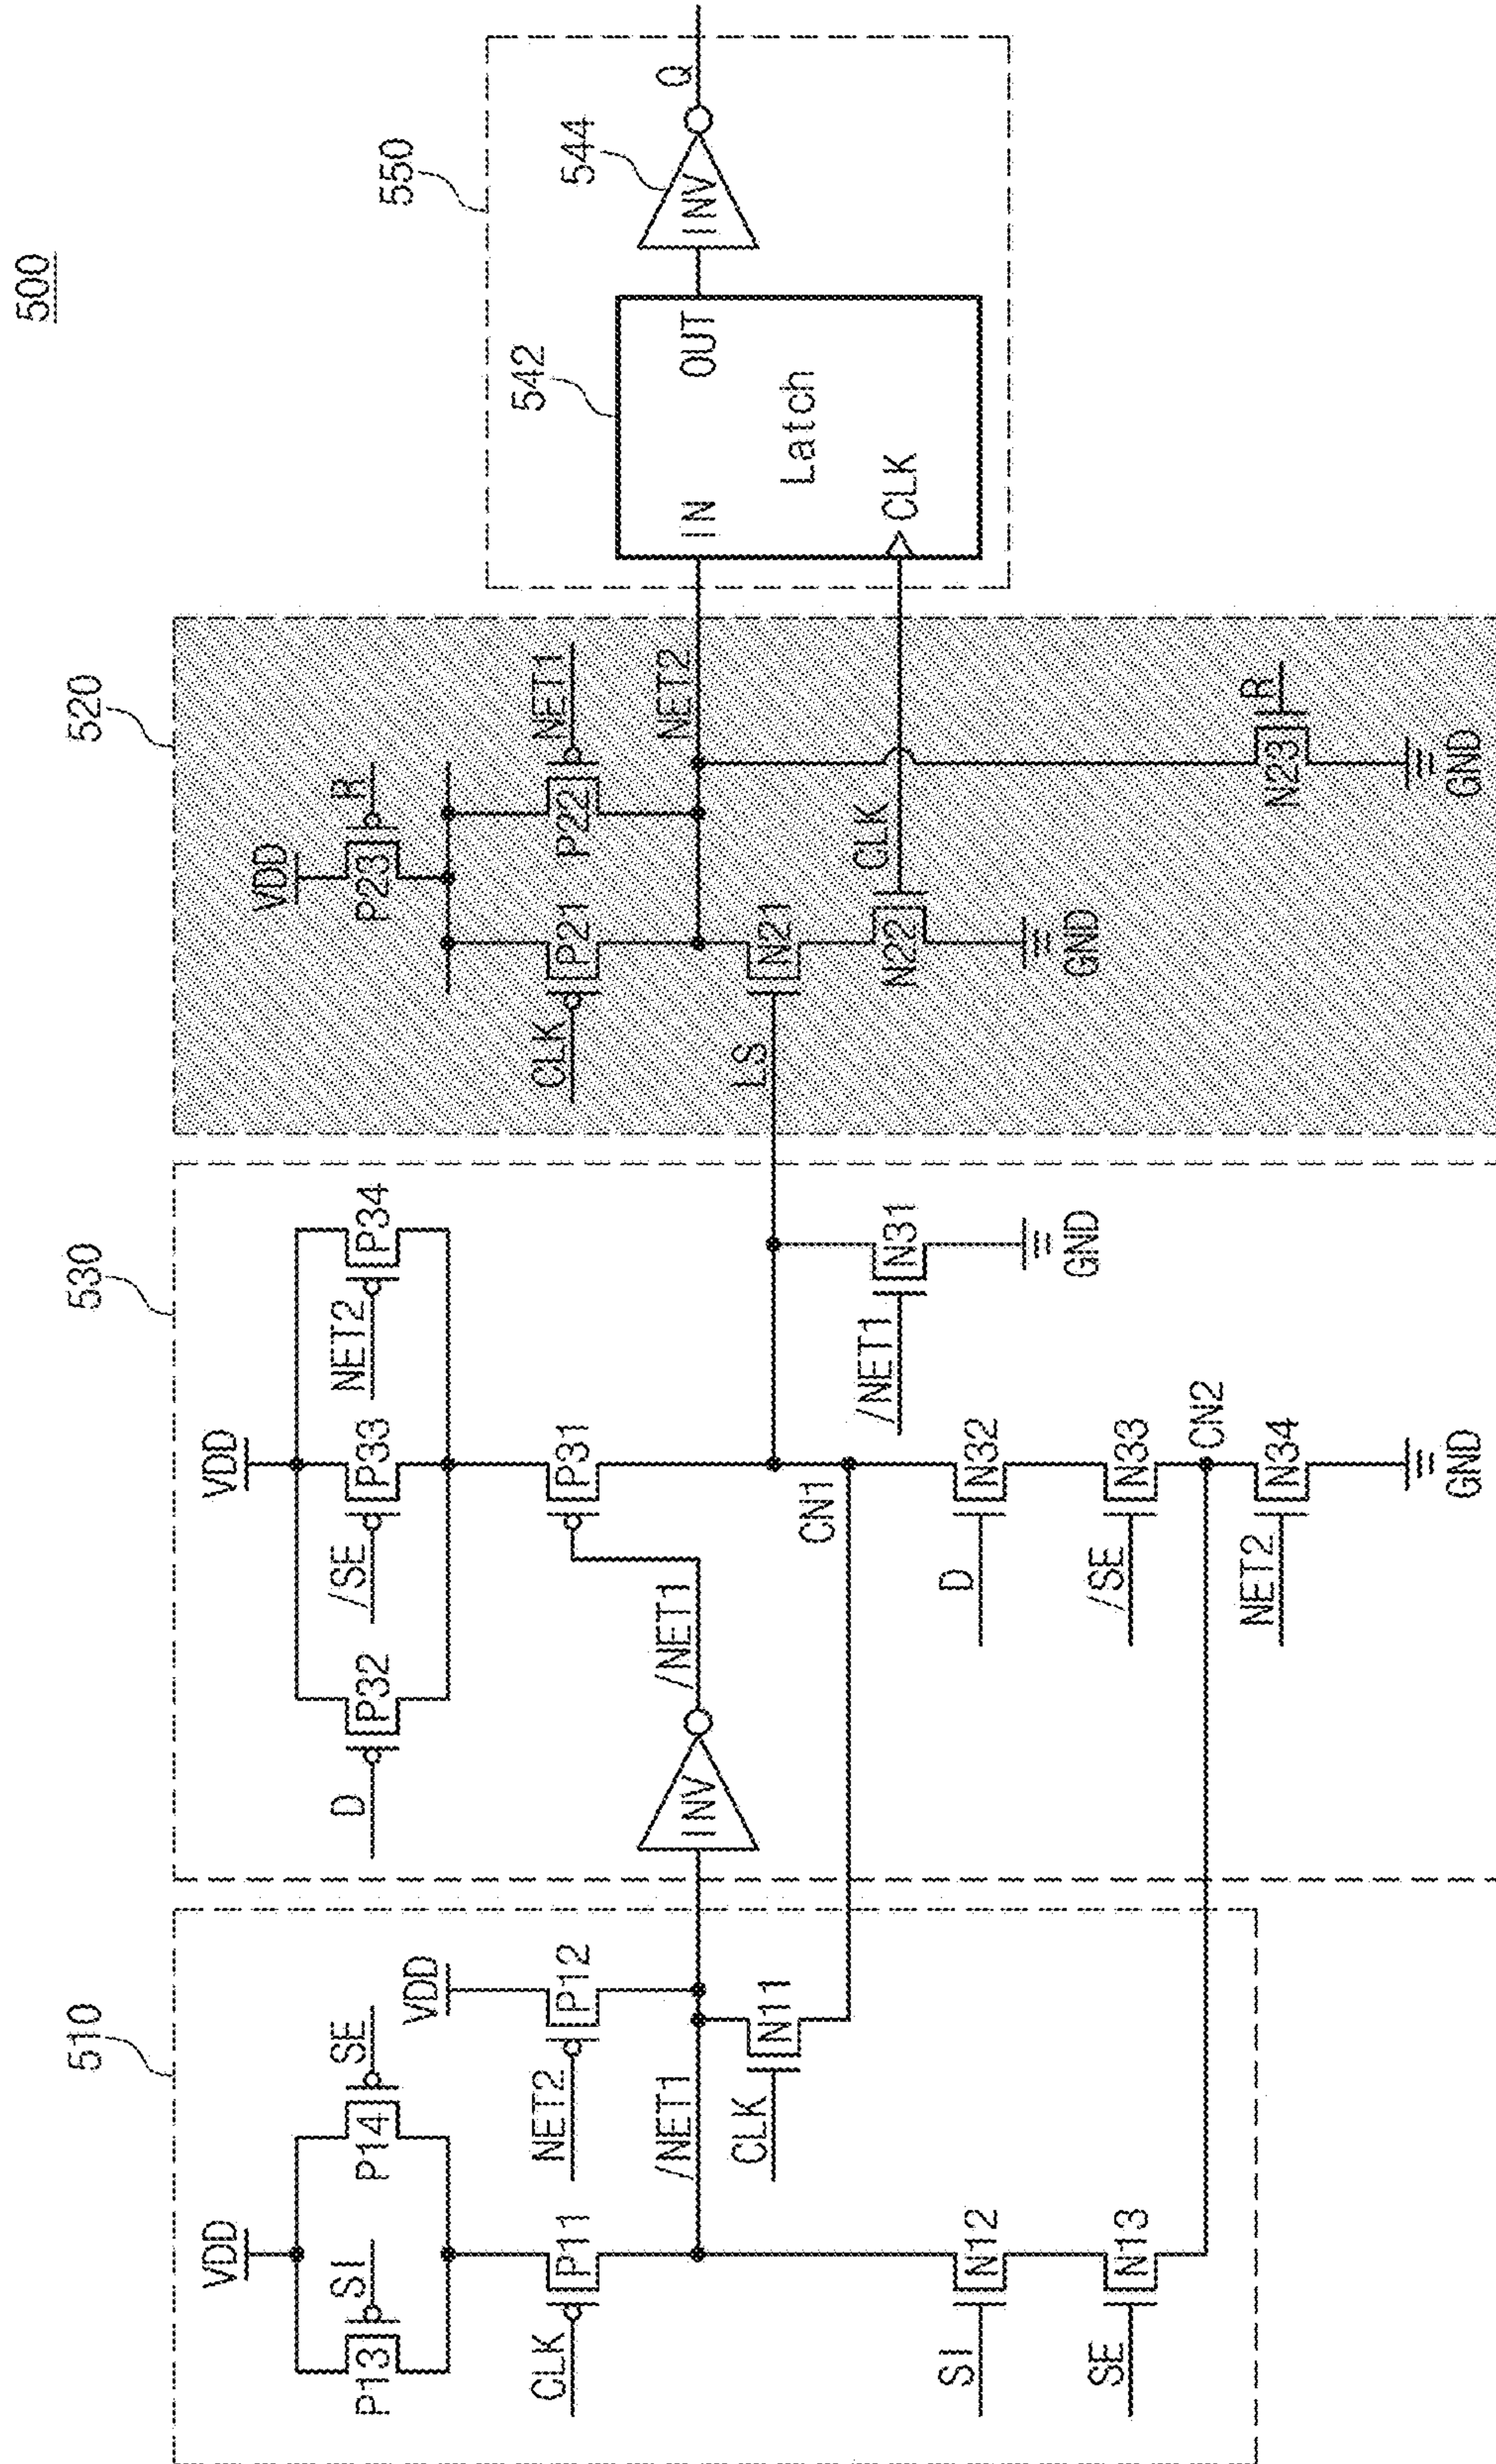 500
510
VDD
P13
SI
P14
SE
CLK
P11
VDD
NET2
P12
/NET1
CLK
N11
SI
N12
SE
N13
530
VDD
D
P32
/SE
P33
NET2
P34
INV
/NET1
P31
CN1
/NET1
N31
GND
D
N32
/SE
N33
CN2
NET2
N34
GND
520
VDD
P23
R
CLK
P21
P22
NET1
NET2
LS
N21
CLK
N22
GND
N23
R
GND
550
542
IN
OUT
Latch
CLK
544
INV
Q